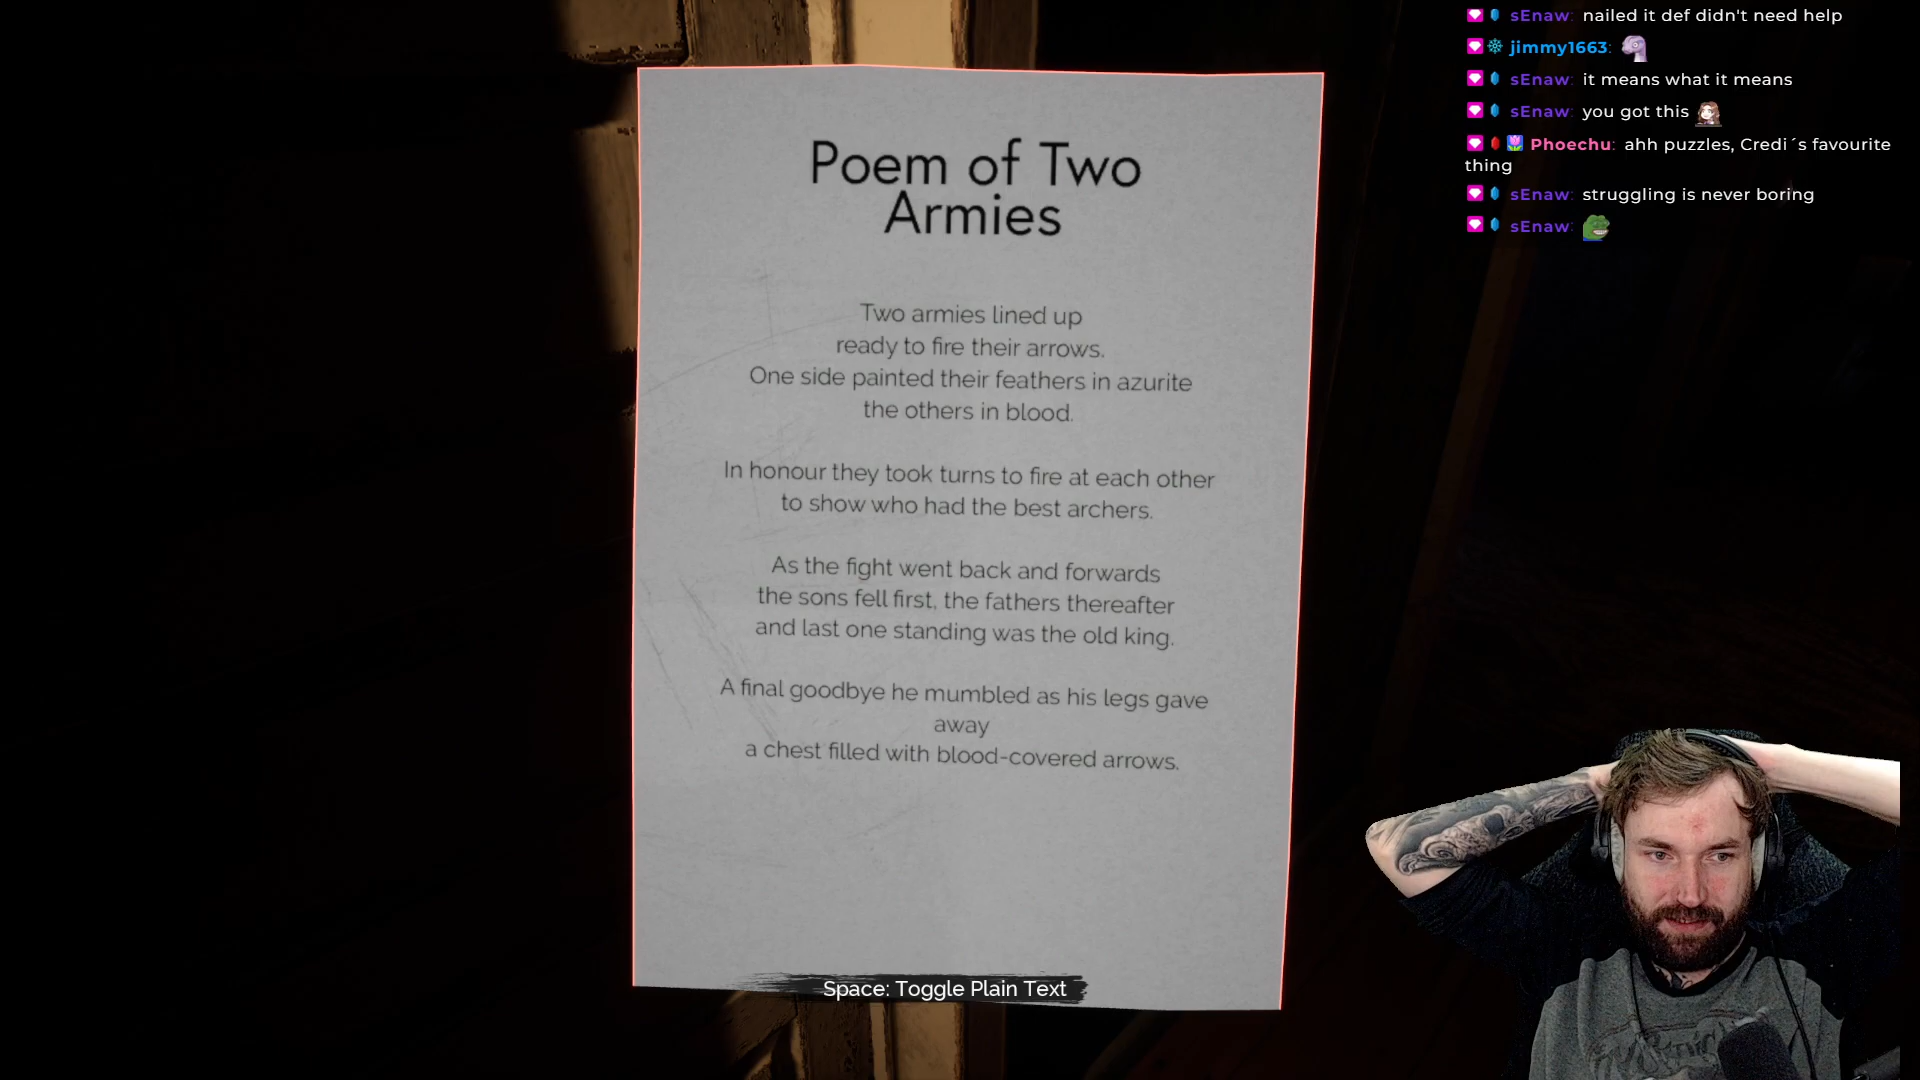 Poem of Two
Armies
Two armies lined up
ready to fire their arrows.
One side painted their feathers in azurite
the others in blood.
In honour they took turns to fire at each other
to show who had the best archers.
As the fight went back and forwards
the sons fell first, the fathers thereafter
and last one standing was the old king.
A final goodbye he mumbled as his legs gave
away
a chest filled with blood-covered arrows.
Space: Toggle Plain Text
sEnaw: nailed it def didn't need help
jimmy1663:
sEnaw: it means what it means
sEnaw: you got this
Phoechu: ahh puzzles, Credi´s favourite
thing
sEnaw: struggling is never boring
sEnaw: